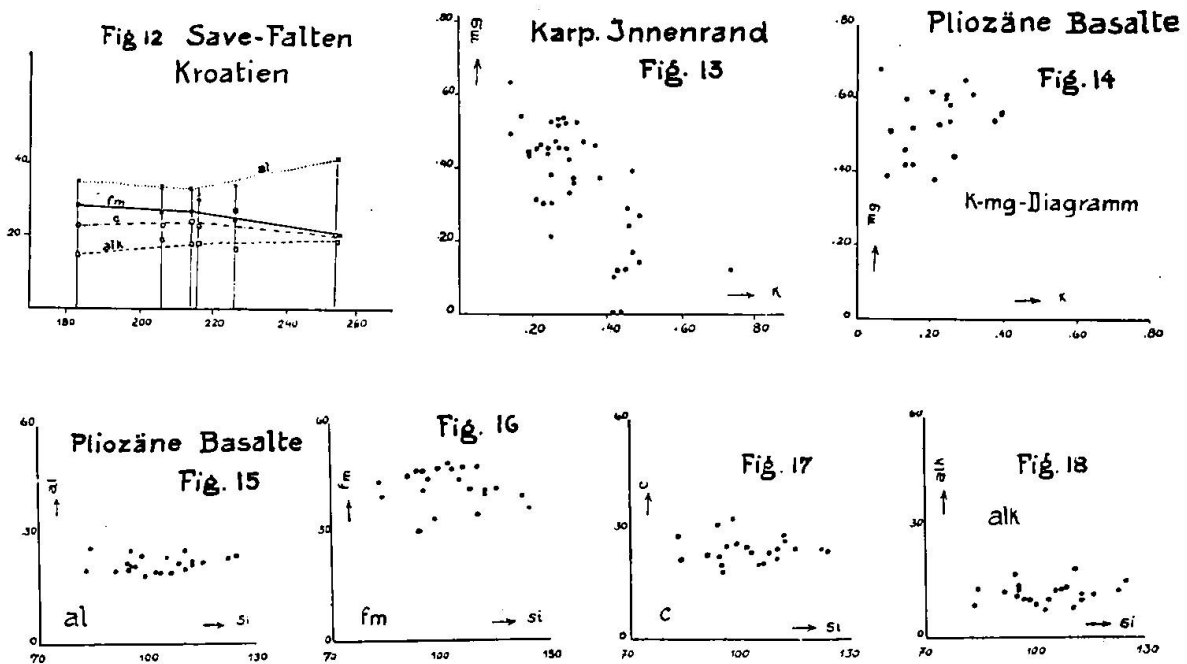 Fig 12 Save-Falten
Kroatien
40
20
al
fm
c
alk
180
200
220
240
260
Karp. Innenrand
Fig. 13
.80
mg
.60
.40
.20
0
.20
.40
.60
.80
K
Pliozäne Basalte
Fig. 14
.80
.60
.40
.20
0
mg
K-mg-Diagramm
K
0
.20
.40
.60
.80
Pliozäne Basalte
Fig. 15
60
al
30
0
al
Si
70
100
130
Fig. 16
60
fm
30
0
fm
Si
70
100
130
Fig. 17
60
c
30
0
c
Si
70
100
130
Fig. 18
60
alk
30
0
alk
Si
70
100
130